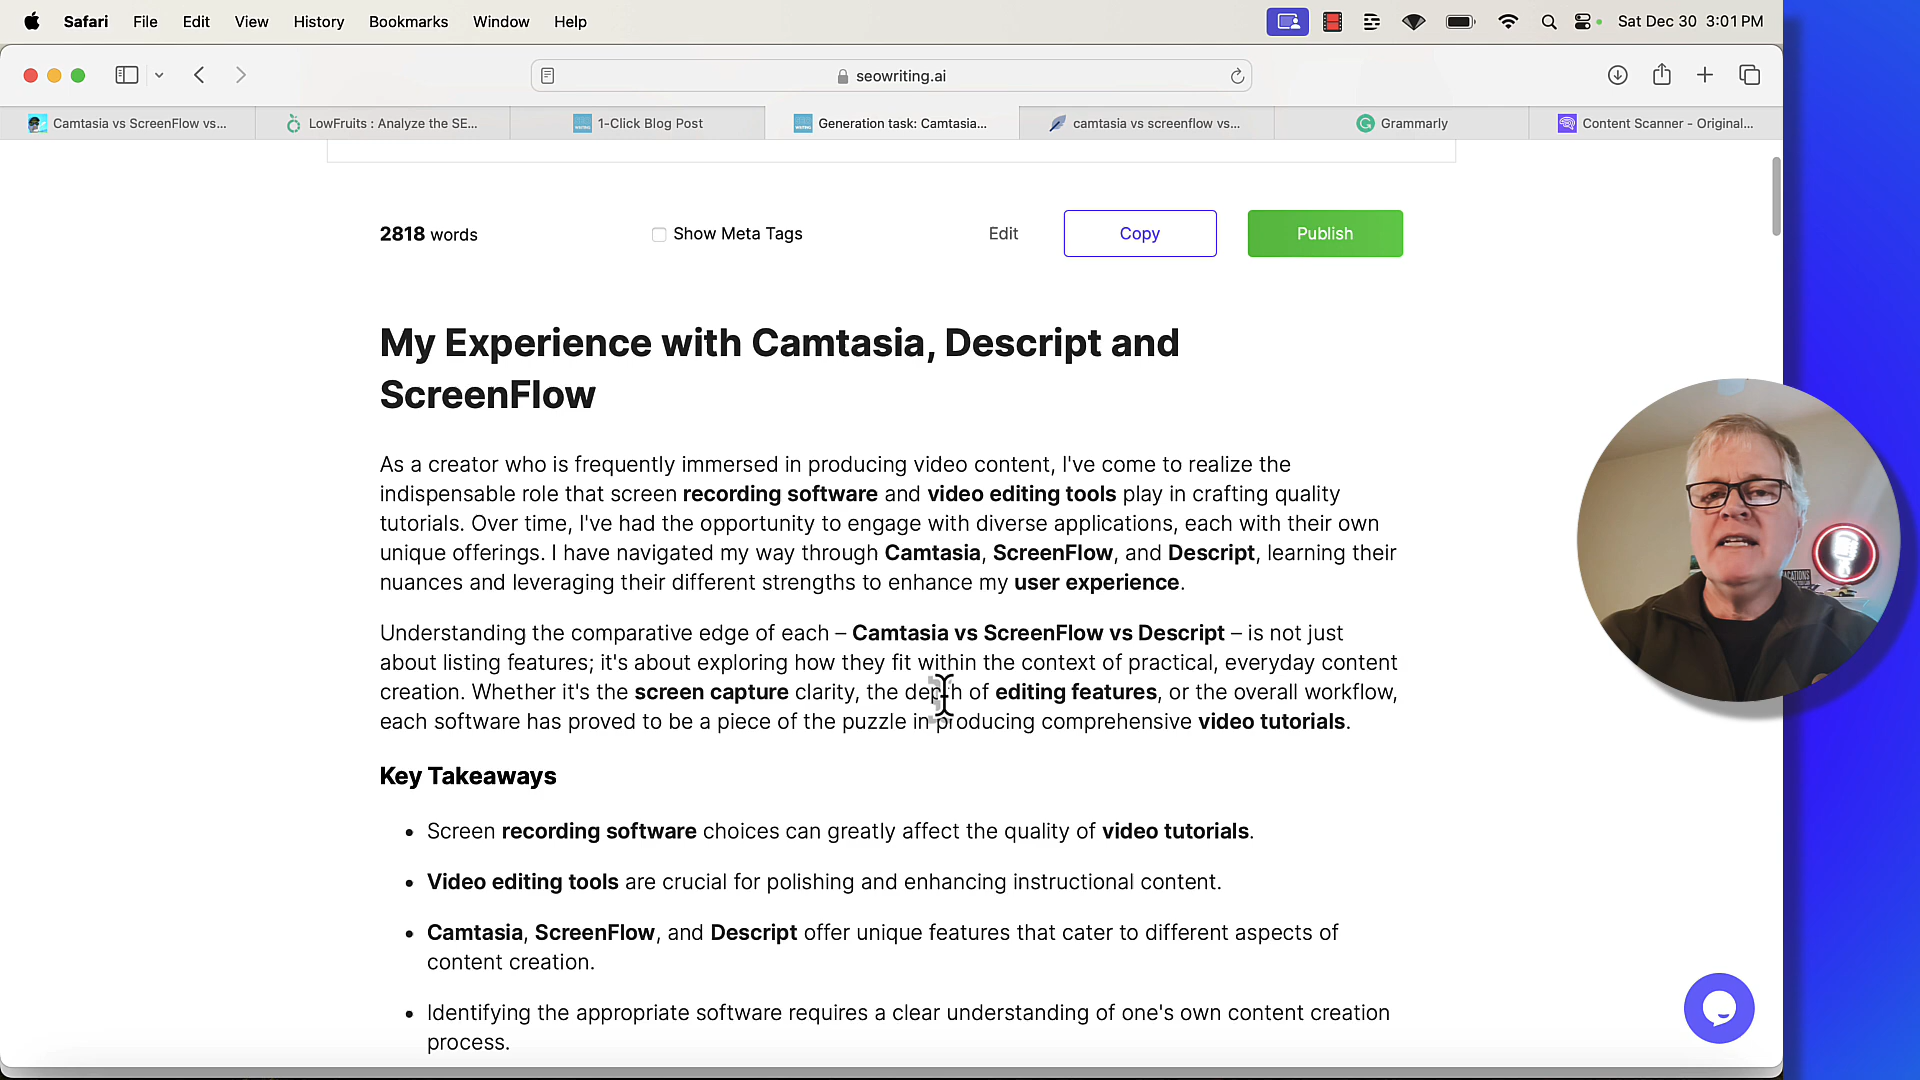 Safari File Edit View History Bookmarks Window Help Sat Dec 30 3:01 PM
seowriting.ai
Camtasia vs ScreenFlow vs... LowFruits : Analyze the SE... 1-Click Blog Post Generation task: Camtasia... camtasia vs screenflow vs... Grammarly Content Scanner - Original...
2818 words Show Meta Tags Edit Copy Publish
My Experience with Camtasia, Descript and
ScreenFlow
As a creator who is frequently immersed in producing video content, I've come to realize the
indispensable role that screen recording software and video editing tools play in crafting quality
tutorials. Over time, I've had the opportunity to engage with diverse applications, each with their own
unique offerings. I have navigated my way through Camtasia, ScreenFlow, and Descript, learning their
nuances and leveraging their different strengths to enhance my user experience.
Understanding the comparative edge of each – Camtasia vs ScreenFlow vs Descript – is not just
about listing features; it's about exploring how they fit within the context of practical, everyday content
creation. Whether it's the screen capture clarity, the depth of editing features, or the overall workflow,
each software has proved to be a piece of the puzzle in producing comprehensive video tutorials.
Key Takeaways
• Screen recording software choices can greatly affect the quality of video tutorials.
• Video editing tools are crucial for polishing and enhancing instructional content.
• Camtasia, ScreenFlow, and Descript offer unique features that cater to different aspects of
content creation.
• Identifying the appropriate software requires a clear understanding of one's own content creation
process.